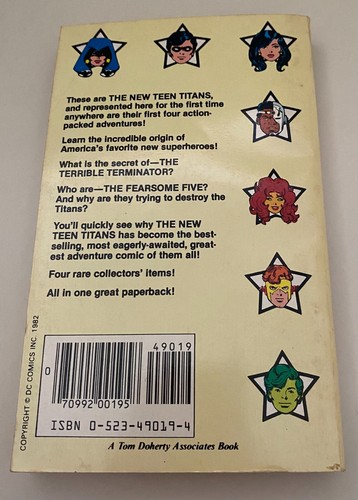 These are THE NEW TEEN TITANS,
and represented here for the first time
anywhere are their first four action-
packed adventures!
Learn the incredible origin of
America's favorite new superheroes!
What is the secret of—THE
TERRIBLE TERMINATOR?
Who are—THE FEARSOME FIVE?
And why are they trying to destroy the
Titans?
You'll quickly see why THE NEW
TEEN TITANS has become the best-
selling, most eagerly-awaited, great-
est adventure comic of them all!
Four rare collectors' items!
All in one great paperback!
COPYRIGHT © DC COMICS INC. 1982
49019
0
70992 00195
ISBN 0-523-49019-4
A Tom Doherty Associates Book